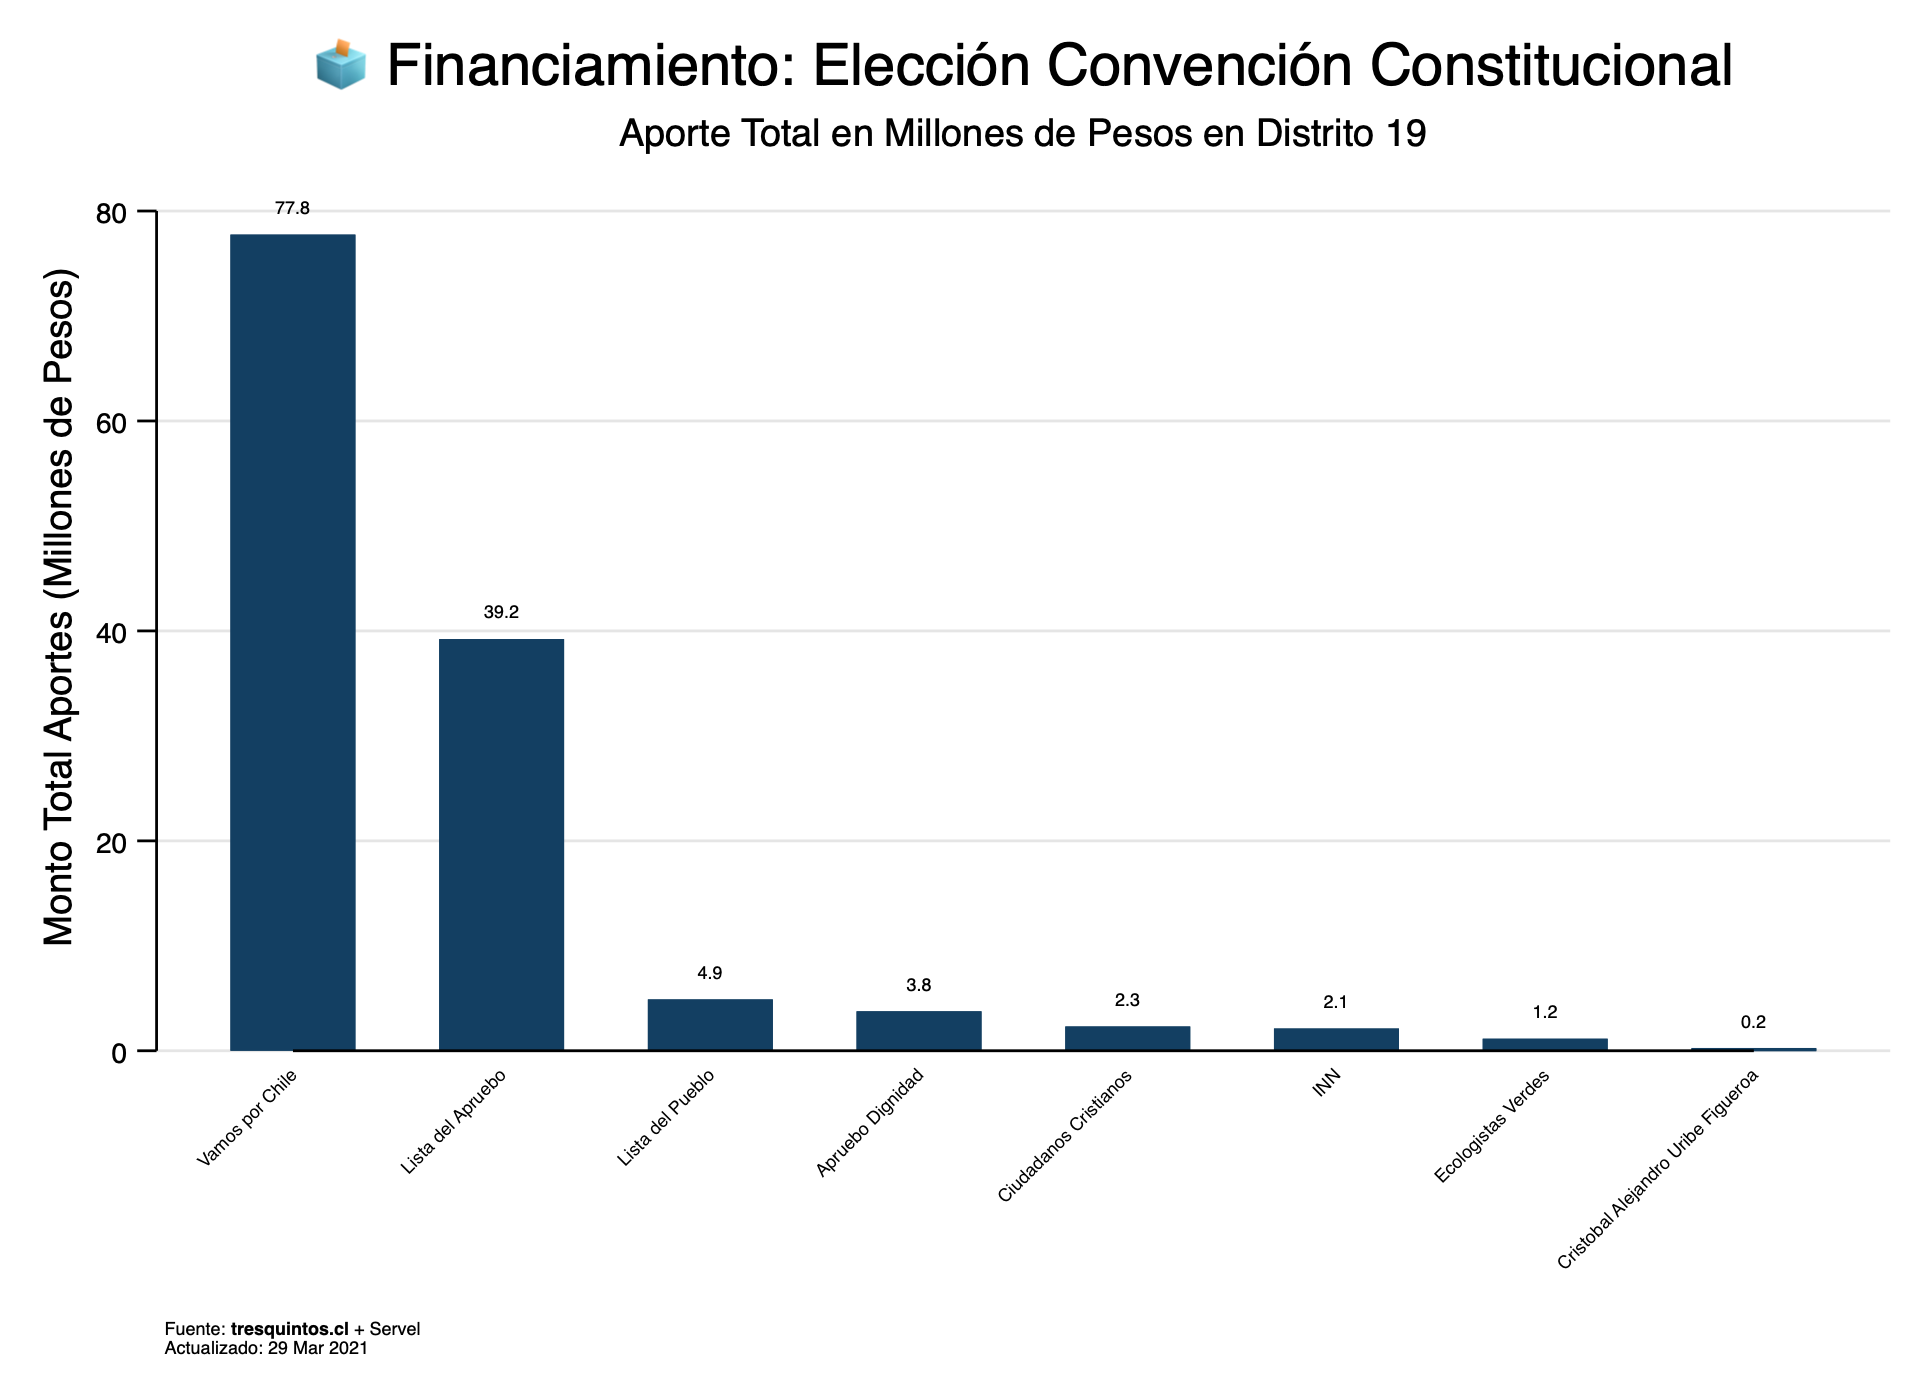 Financiamiento: Elección Convención Constitucional
Aporte Total en Millones de Pesos en Distrito 19
Monto Total Aportes (Millones de Pesos)
80
60
40
20
0
77.8
39.2
4.9
3.8
2.3
2.1
1.2
0.2
Vamos por Chile
Lista del Apruebo
Lista del Pueblo
Apruebo Dignidad
Ciudadanos Cristianos
INN
Ecologistas Verdes
Cristobal Alejandro Uribe Figueroa
Fuente: tresquintos.cl + Servel
Actualizado: 29 Mar 2021